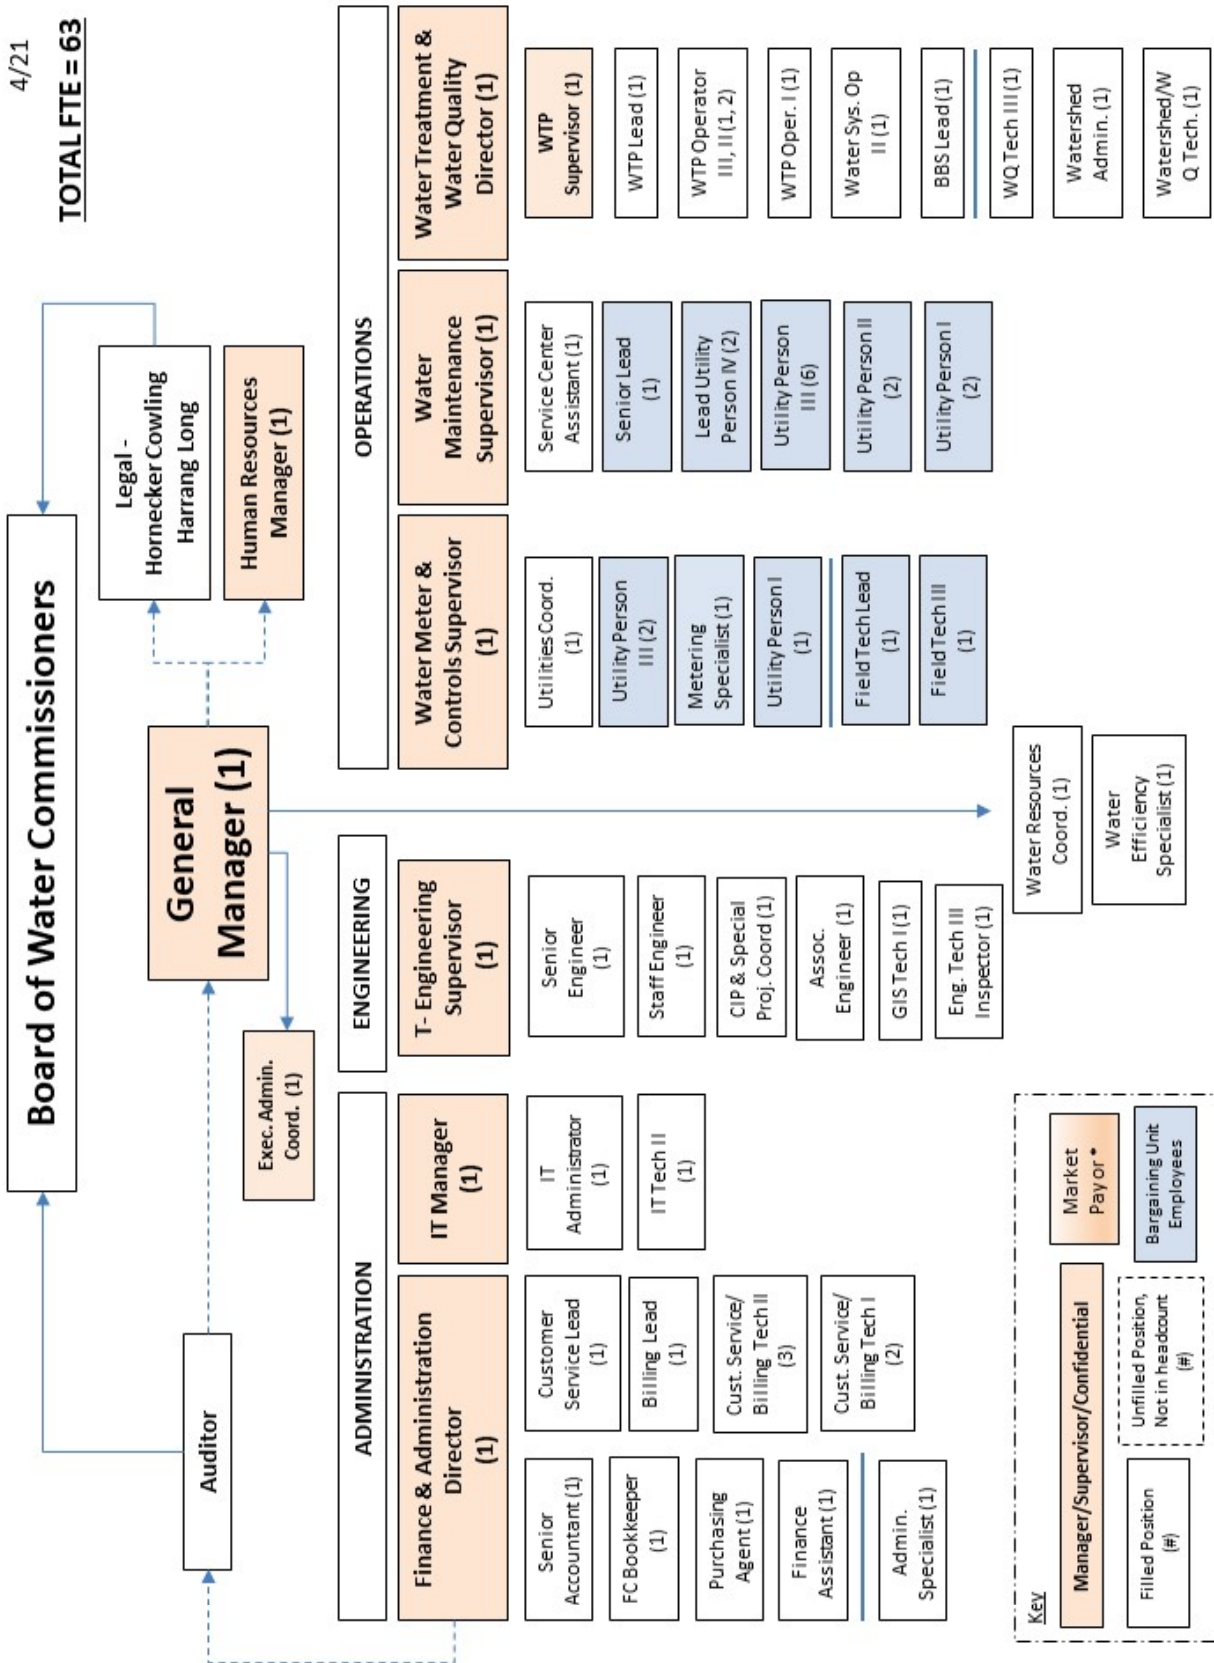 4/21
TOTAL FTE = 63
Board of Water Commissioners
Auditor
General
Manager (1)
Legal -
Hornecker Cowling
Harrang Long
Human Resources
Manager (1)
Exec. Admin.
Coord. (1)
ADMINISTRATION
Finance & Administration
Director
(1)
Senior
Accountant (1)
FC Bookkeeper
(1)
Purchasing
Agent (1)
Finance
Assistant (1)
Admin.
Specialist (1)
Customer
Service Lead
(1)
Billing Lead
(1)
Cust. Service/
Billing Tech II
(3)
Cust. Service/
Billing Tech I
(2)
IT Manager
(1)
IT
Administrator
(1)
IT Tech II
(1)
ENGINEERING
T- Engineering
Supervisor
(1)
Senior
Engineer
(1)
Staff Engineer
(1)
CIP & Special
Proj. Coord (1)
Assoc.
Engineer (1)
GIS Tech I (1)
Eng. Tech III
Inspector (1)
Water Resources
Coord. (1)
Water
Efficiency
Specialist (1)
OPERATIONS
Water Meter &
Controls Supervisor
(1)
Utilities Coord.
(1)
Utility Person
III (2)
Metering
Specialist (1)
Utility Person I
(1)
Field Tech Lead
(1)
Field Tech III
(1)
Water
Maintenance
Supervisor (1)
Service Center
Assistant (1)
Senior Lead
(1)
Lead Utility
Person IV (2)
Utility Person
III (6)
Utility Person II
(2)
Utility Person I
(2)
Water Treatment &
Water Quality
Director (1)
WTP
Supervisor (1)
WTP Lead (1)
WTP Operator
III, II (1, 2)
WTP Oper. I (1)
Water Sys. Op
II (1)
BBS Lead (1)
WQ Tech III (1)
Watershed
Admin. (1)
Watershed/W
Q Tech. (1)
Key
Manager/Supervisor/Confidential
Market
Payor*
Filled Position
(#)
Unfilled Position,
Not in headcount
(#)
Bargaining Unit
Employees